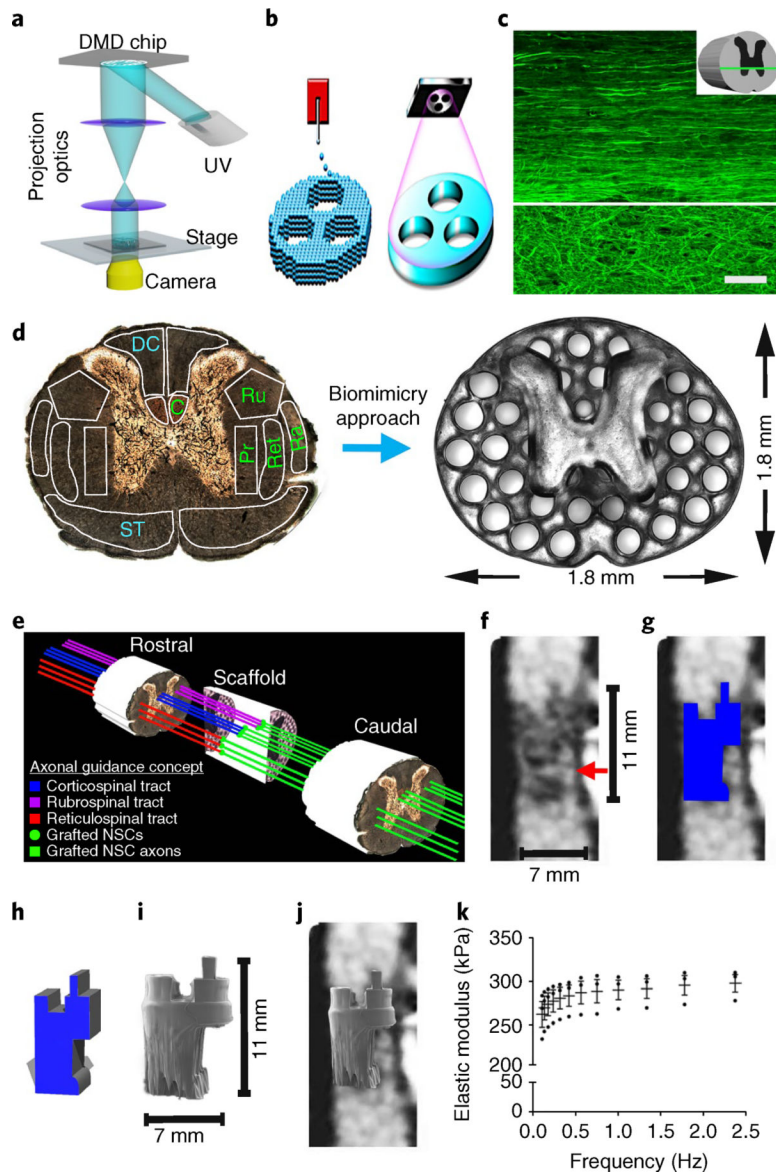 a
DMD chip
Projection
optics
UV
Stage
Camera
b
c
d
DC
C
Ru
Pr
Ret
Ra
ST
Biomimicry
approach
1.8 mm
1.8 mm
e
Rostral
Scaffold
Caudal
Axonal guidance concept
Corticospinal tract
Rubrospinal tract
Reticulospinal tract
Grafted NSCs
Grafted NSC axons
f
11 mm
7 mm
g
h
i
11 mm
7 mm
j
k
Elastic modulus (kPa)
350
300
250
200
50
0
0.0 0.5 1.0 1.5 2.0 2.5
Frequency (Hz)